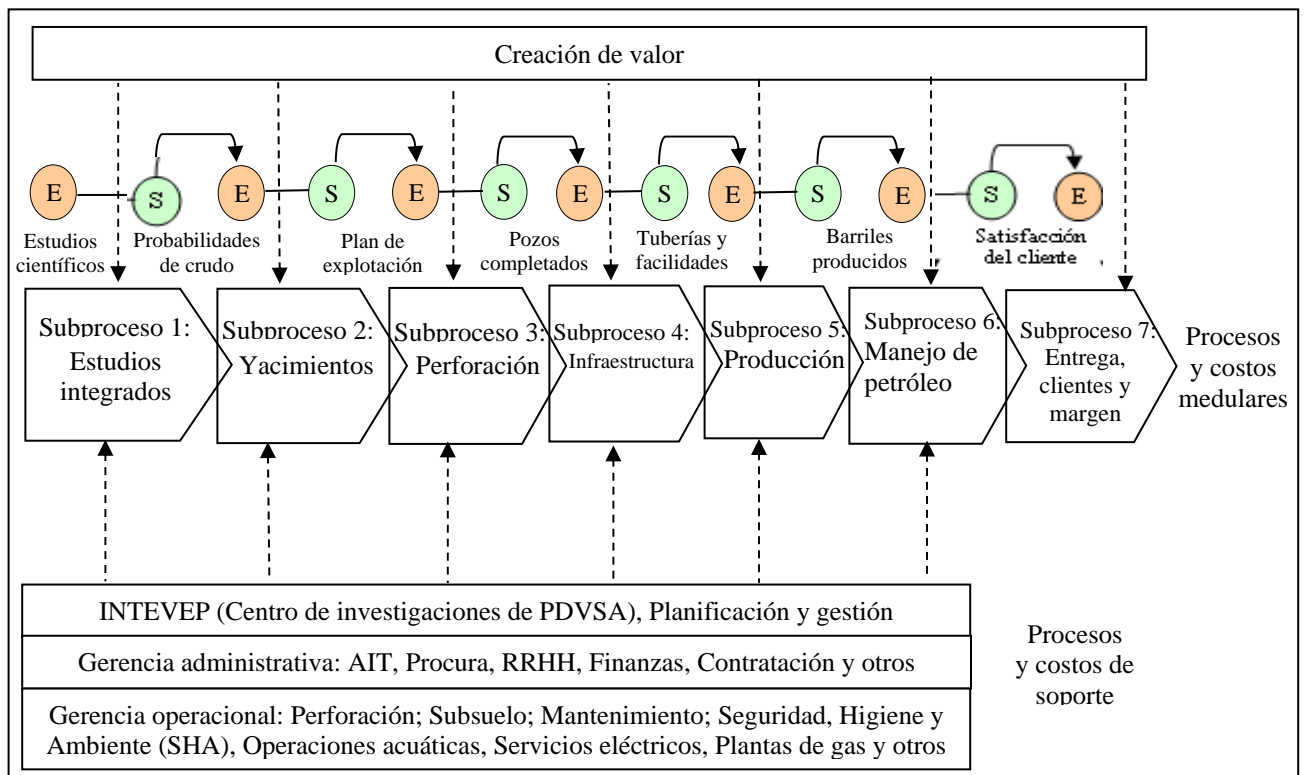 Creación de valor
E
S
E
S
E
S
E
S
E
S
E
S
E
Estudios
científicos
Probabilidades
de crudo
Plan de
explotación
Pozos
completados
Tuberías y
facilidades
Barriles
producidos
Satisfacción
del cliente
Subproceso 1:
Estudios
integrados
Subproceso 2:
Yacimientos
Subproceso 3:
Perforación
Subproceso 4:
Infraestructura
Subproceso 5:
Producción
Subproceso 6:
Manejo de
petróleo
Subproceso 7:
Entrega,
clientes y
margen
Procesos
y costos
medulares
INTEVEP (Centro de investigaciones de PDVSA), Planificación y gestión
Gerencia administrativa: AIT, Procura, RRHH, Finanzas, Contratación y otros
Gerencia operacional: Perforación; Subsuelo; Mantenimiento; Seguridad, Higiene y
Ambiente (SHA), Operaciones acuáticas, Servicios eléctricos, Plantas de gas y otros
Procesos
y costos de
soporte